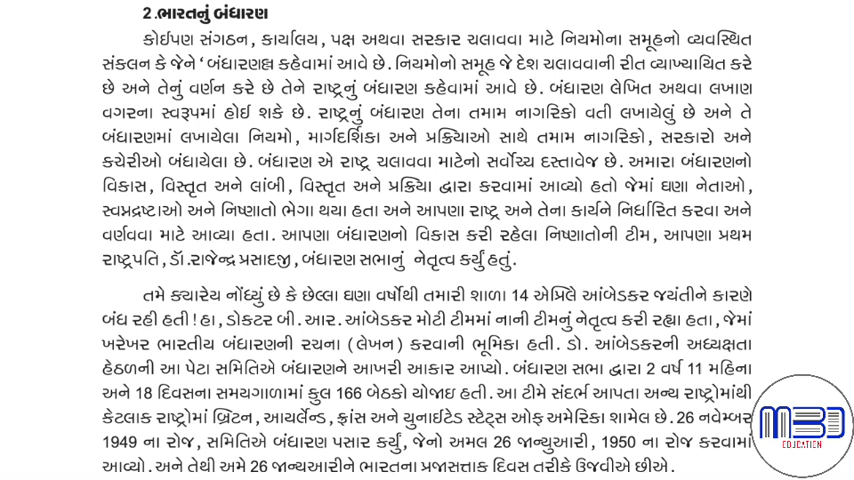 2.ભારતનું બંધારણ
કોઈપણ સંગઠન, કાર્યાલય, પક્ષ અથવા સરકાર ચલાવવા માટે નિયમોના સમૂહનો વ્યવસ્થિત
સંકલન કે જેને ‘બંધારણહ્ન કહેવામાં આવે છે. નિયમોનો સમૂહ જે દેશ ચલાવવાની રીત વ્યાખ્યાયિત કરે
છે અને તેનું વર્ણન કરે છે તેને રાષ્ટ્રનું બંધારણ કહેવામાં આવે છે. બંધારણ લેખિત અથવા લખાણ
વગરના સ્વરૂપમાં હોઈ શકે છે. રાષ્ટ્રનું બંધારણ તેના તમામ નાગરિકો વતી લખાયેલું છે અને તે
બંધારણમાં લખાયેલા નિયમો, માર્ગદર્શિકા અને પ્રક્રિયાઓ સાથે તમામ નાગરિકો, સરકારો અને
કચેરીઓ બંધાયેલા છે. બંધારણ એ રાષ્ટ્ર ચલાવવા માટેનો સર્વોચ્ચ દસ્તાવેજ છે. અમારા બંધારણનો
વિકાસ, વિસ્તૃત અને લાંબી, વિસ્તૃત અને પ્રક્રિયા દ્વારા કરવામાં આવ્યો હતો જેમાં ઘણા નેતાઓ,
સ્વપ્નદ્રષ્ટાઓ અને નિષ્ણાતો ભેગા થયા હતા અને આપણા રાષ્ટ્ર અને તેના કાર્યને નિર્ધારિત કરવા અને
વર્ણવવા માટે આવ્યા હતા. આપણા બંધારણનો વિકાસ કરી રહેલા નિષ્ણાતોની ટીમ, આપણા પ્રથમ
રાષ્ટ્રપતિ, ડૉ.રાજેન્દ્ર પ્રસાદજી, બંધારણ સભાનું નેતૃત્વ કર્યું હતું.
તમે ક્યારેય નોંધ્યું છે કે છેલ્લા ઘણા વર્ષોથી તમારી શાળા 14 એપ્રિલે આંબેડકર જયંતીને કારણે
બંધ રહી હતી! હા, ડોકટર બી. આર. આંબેડકર મોટી ટીમમાં નાની ટીમનું નેતૃત્વ કરી રહ્યા હતા, જેમાં
ખરેખર ભારતીય બંધારણની રચના (લેખન) કરવાની ભૂમિકા હતી. ડો. આંબેડકરની અધ્યક્ષતા
હેઠળની આ પેટા સમિતિએ બંધારણને આખરી આકાર આપ્યો. બંધારણ સભા દ્વારા 2 વર્ષ 11 મહિના
અને 18 દિવસના સમયગાળામાં કુલ 166 બેઠકો યોજાઇ હતી. આ ટીમે સંદર્ભ આપતા અન્ય રાષ્ટ્રોમાંથી
કેટલાક રાષ્ટ્રોમાં બ્રિટન, આયર્લેન્ડ, ફ્રાંસ અને યુનાઈટેડ સ્ટેટ્સ ઓફ અમેરિકા શામેલ છે. 26 નવેમ્બર
1949 ના રોજ, સમિતિએ બંધારણ પસાર કર્યું, જેનો અમલ 26 જાન્યુઆરી, 1950 ના રોજ કરવામાં
આવ્યો. અને તેથી અમે 26 જાન્યુઆરીને ભારતના પ્રજાસત્તાક દિવસ તરીકે ઉજવીએ છીએ.
MBD
EDUCATION